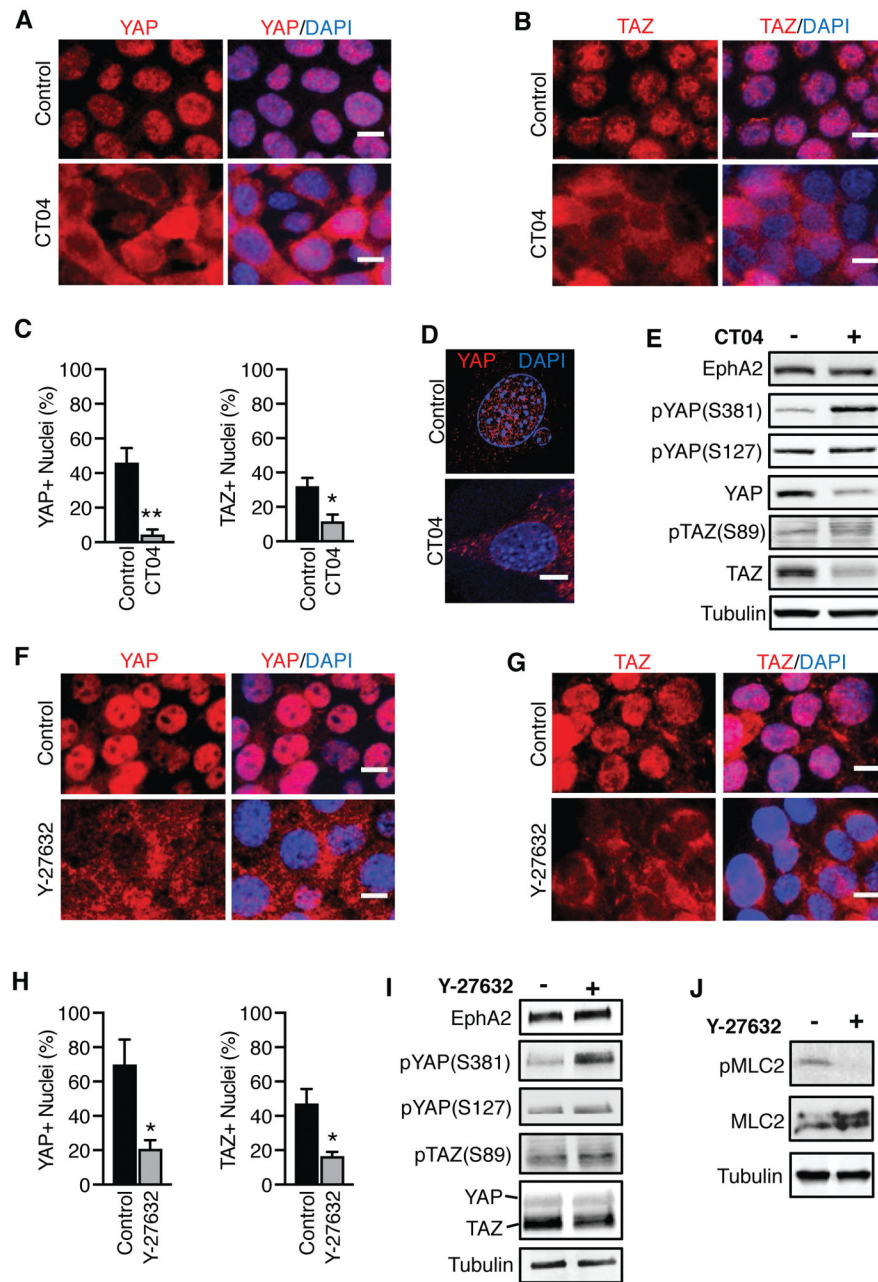 A
YAP
YAP/DAPI
Control
CT04
B
TAZ
TAZ/DAPI
Control
CT04
C
YAP+ Nuclei (%)
100
80
60
40
20
0
**
Control
CT04
TAZ+ Nuclei (%)
100
80
60
40
20
0
*
Control
CT04
D
YAP DAPI
Control
CT04
E
CT04 - +
EphA2
pYAP(S381)
pYAP(S127)
YAP
pTAZ(S89)
TAZ
Tubulin
F
YAP
YAP/DAPI
Control
Y-27632
G
TAZ
TAZ/DAPI
Control
Y-27632
H
YAP+ Nuclei (%)
100
80
60
40
20
0
*
Control
Y-27632
TAZ+ Nuclei (%)
100
80
60
40
20
0
*
Control
Y-27632
I
Y-27632 - +
EphA2
pYAP(S381)
pYAP(S127)
pTAZ(S89)
YAP
TAZ
Tubulin
J
Y-27632 - +
pMLC2
MLC2
Tubulin